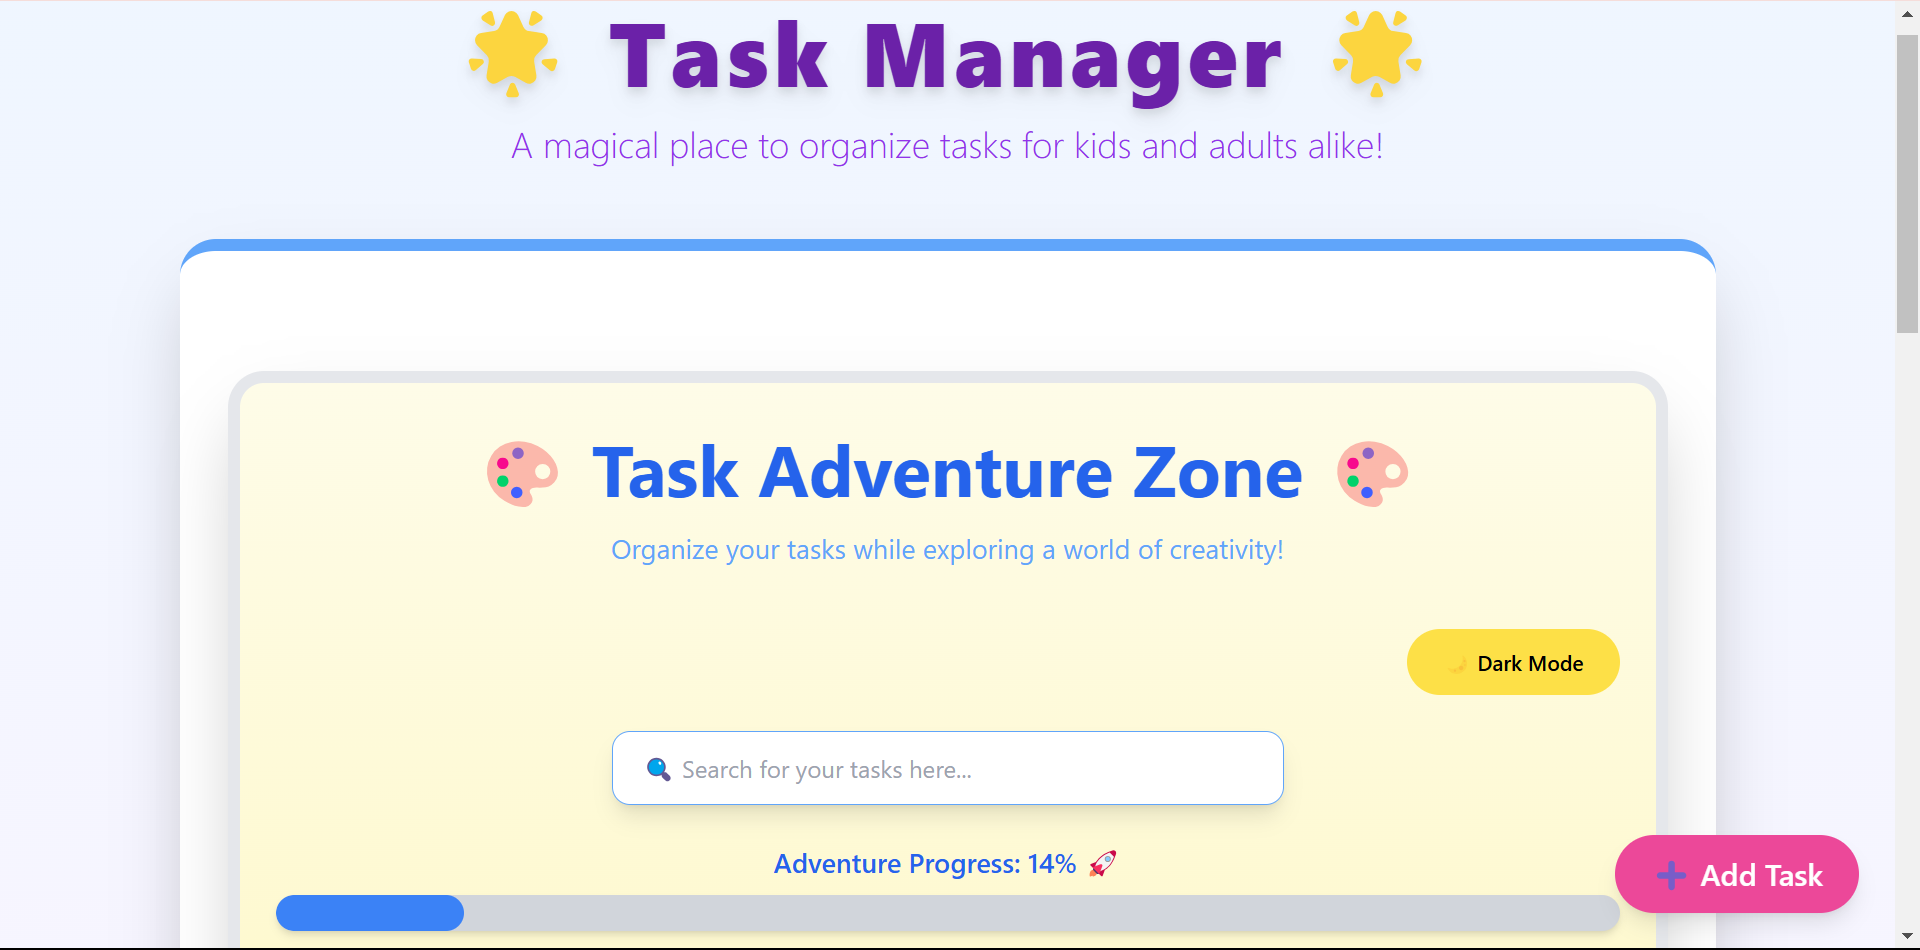 Task Manager
A magical place to organize tasks for kids and adults alike!
Task Adventure Zone
Organize your tasks while exploring a world of creativity!
Dark Mode
Search for your tasks here...
Adventure Progress: 14%
Add Task